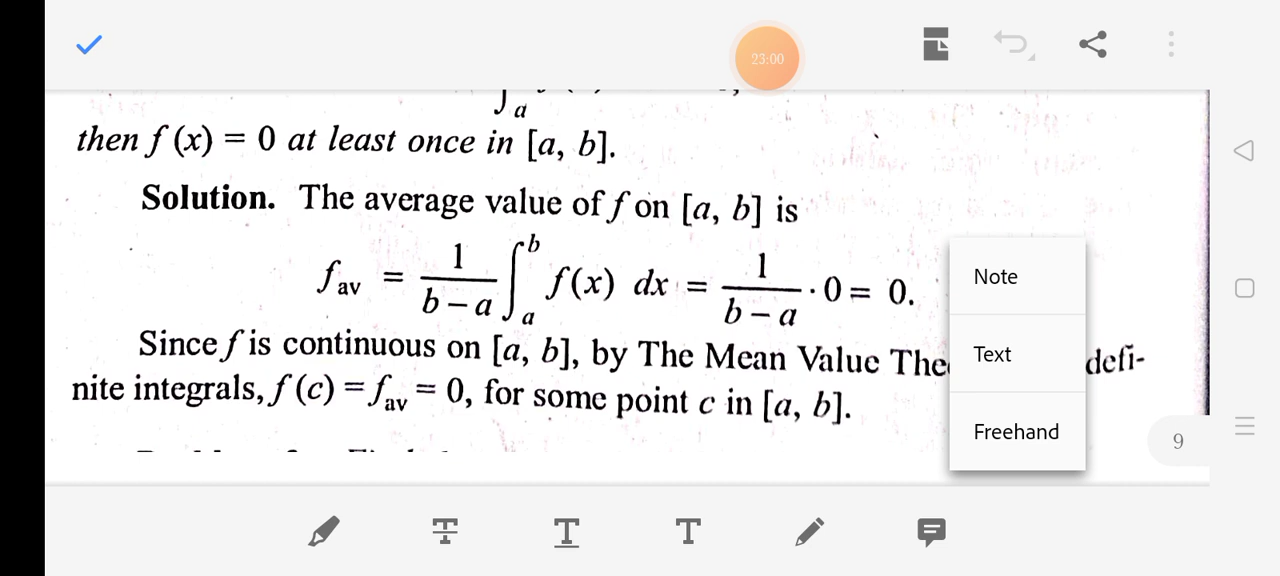 23:00
∫a
then f (x) = 0 at least once in [a, b].
Solution. The average value of f on [a, b] is
f_av = 1/(b – a) ∫_a^b f(x) dx = 1/(b – a) · 0 = 0.
Since f is continuous on [a, b], by The Mean Value defi-
nite integrals, f (c) = f_av = 0, for some point c in [a, b].
Note
Text
Freehand
9